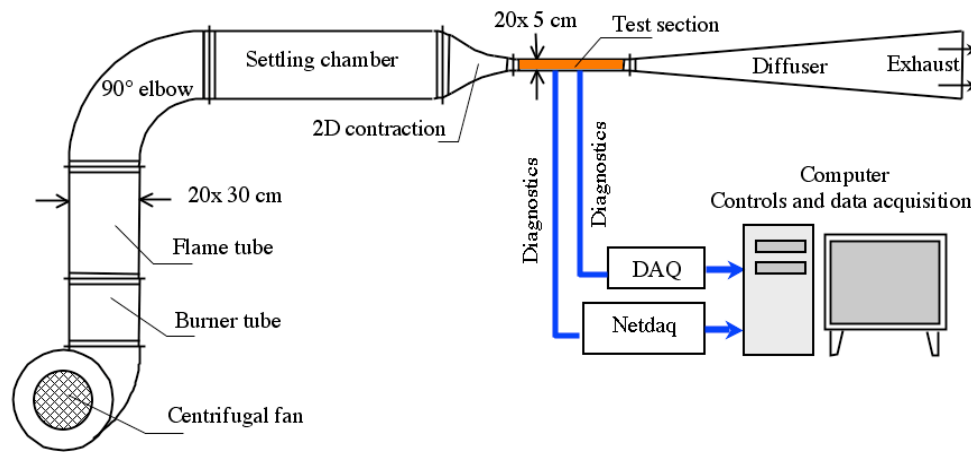 20x 5 cm
Test section
Settling chamber
Diffuser
Exhaust
90° elbow
2D contraction
Diagnostics
Diagnostics
Computer
Controls and data acquisition
20x 30 cm
Flame tube
DAQ
Burner tube
Netdaq
Centrifugal fan